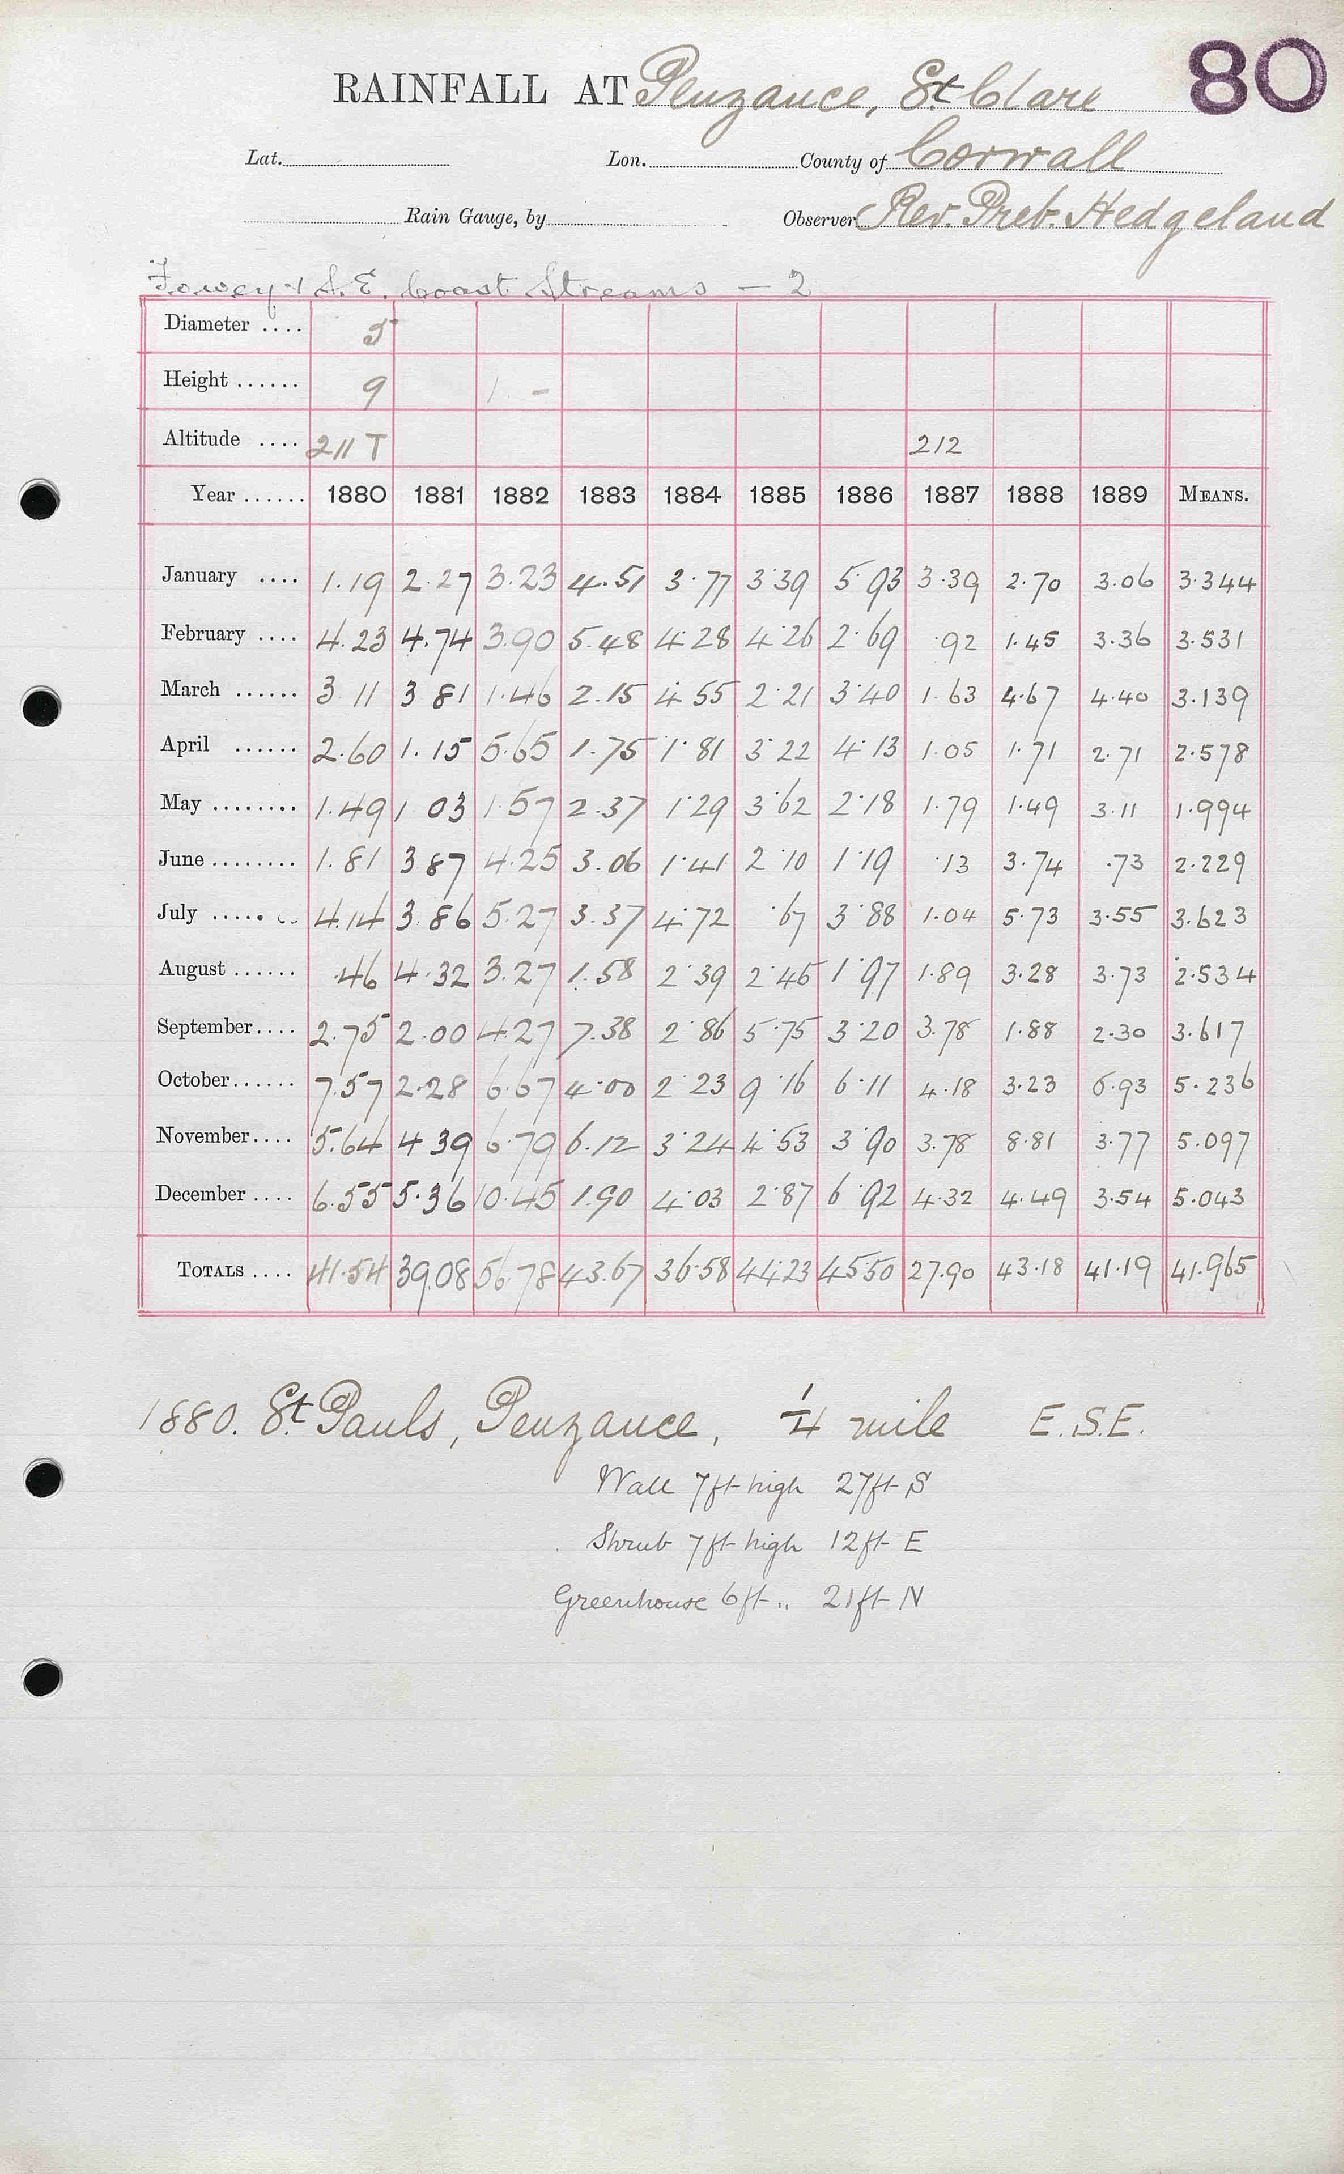 80
RAINFALL AT Penzance, St. Clare
Lat. Lon. County of Cornwall
Rain Gauge, by Observer Rev. Preb. Hedgeland
Fowey & S.E. Coast Streams - 2
Diameter .... 5
Height ...... 9 1 -
Altitude .... 211 T 212
Year ...... 1880 1881 1882 1883 1884 1885 1886 1887 1888 1889 MEANS.
January .... 1.19 2.27 3.23 4.51 3.77 3.39 5.93 3.39 2.70 3.06 3.344
February .... 4.23 4.74 3.90 5.48 4.28 4.26 2.69 .92 1.45 3.36 3.531
March ...... 3 11 3 81 1.46 2.15 4.55 2.21 3.40 1.63 4.67 4.40 3.139
April ...... 2.60 1.15 5.65 1.75 1.81 3.22 4.13 1.05 1.71 2.71 2.578
May ........ 1.49 1 03 1.57 2.37 1.29 3.62 2.18 1.79 1.49 3.11 1.994
June ........ 1.81 3 87 4.25 3.06 1.41 2.10 1.19 .13 3.74 .73 2.229
July ...... 4.14 3.86 5.27 3.37 4.72 .67 3.88 1.04 5.73 3.55 3.623
August ...... .46 4.32 3.27 1.58 2.39 2.45 1.97 1.89 3.28 3.73 2.534
September.... 2.75 2.00 4.27 7.38 2.86 5.75 3.20 3.78 1.88 2.30 3.617
October...... 7.57 2.28 6.67 4.00 2.23 9.16 6.11 4.18 3.23 6.93 5.236
November.... 5.64 4 39 6.79 6.12 3.24 4.53 3.90 3.78 8.81 3.77 5.097
December .... 6.55 5.36 10.45 1.90 4.03 2.87 6.92 4.32 4.49 3.54 5.043
TOTALS .... 41.54 39.08 56.78 43.67 36.58 44.23 45.50 27.90 43.18 41.19 41.965
1880. St. Pauls, Penzance, 1/4 mile E.S.E.
Wall 7ft high 27ft S
Shrub 7ft high 12ft E
Greenhouse 6ft " 21ft N